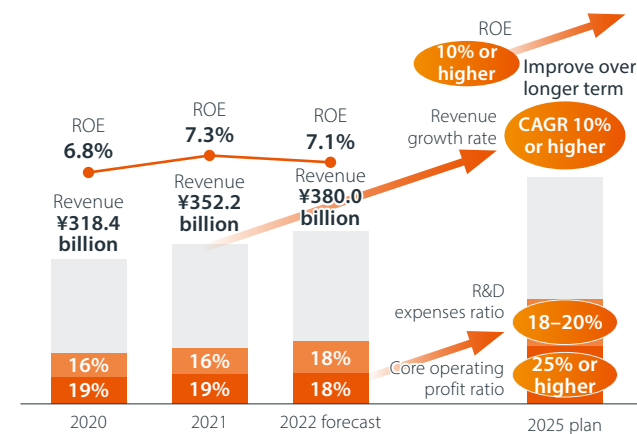 ROE
10% or
higher
Improve over
longer term
ROE
6.8%
ROE
7.3%
ROE
7.1%
Revenue
growth rate
CAGR 10%
or higher
Revenue
¥318.4
billion
Revenue
¥352.2
billion
Revenue
¥380.0
billion
R&D
expenses ratio
18–20%
Core operating
profit ratio
25% or
higher
16%
19%
16%
19%
18%
18%
2020
2021
2022 forecast
2025 plan